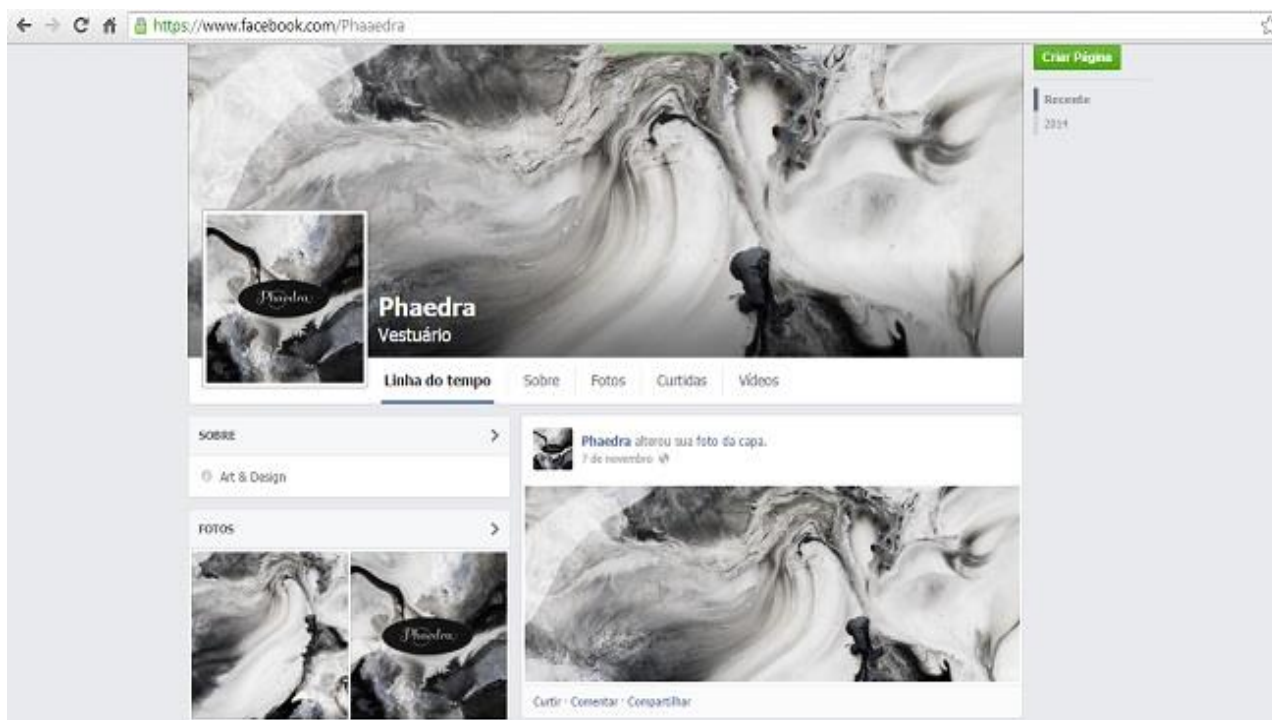 https://www.facebook.com/Phaaedra
Criar Página
Recente
2014
Phaedra
Phaedra
Vestuário
Linha do tempo Sobre Fotos Curtidas Vídeos
SOBRE
Art & Design
FOTOS
Phaedra
Phaedra alterou sua foto da capa.
7 de novembro
Curtir · Comentar · Compartilhar